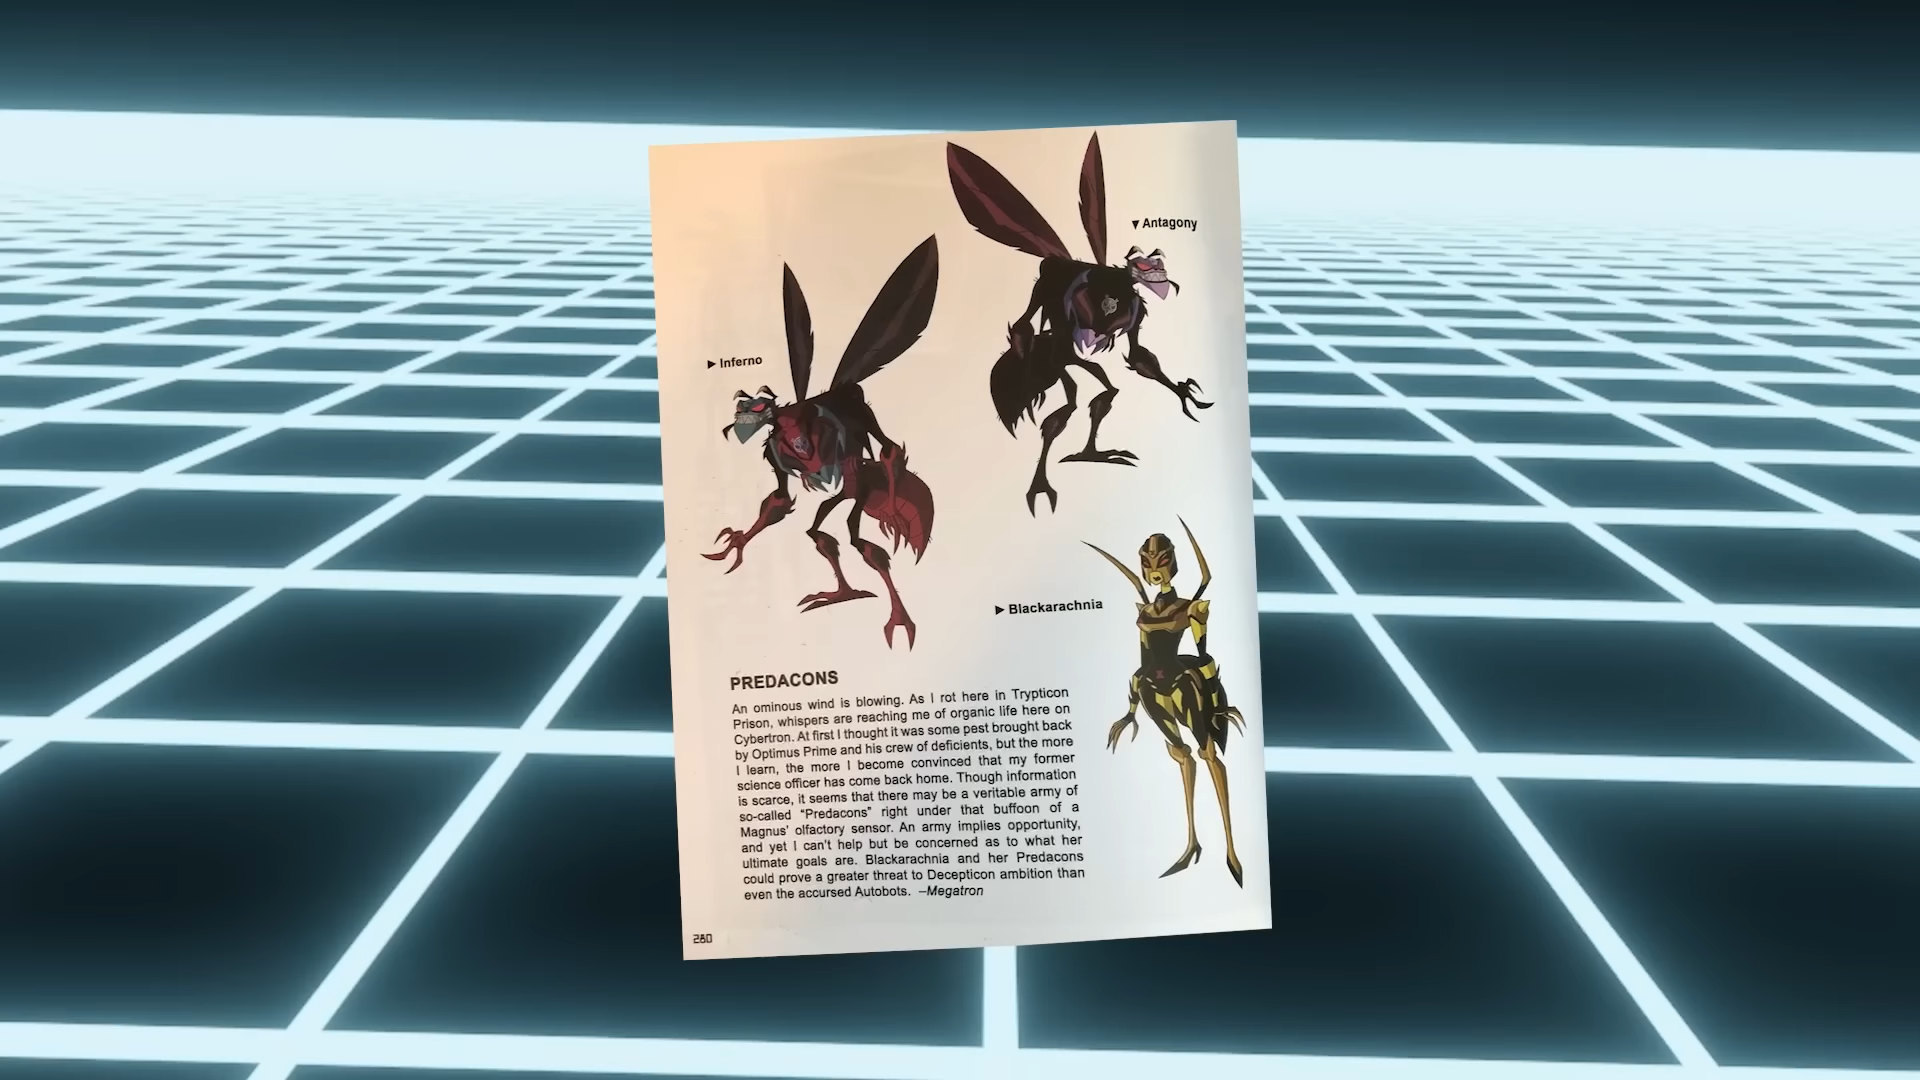 ▼ Antagony
► Inferno
► Blackarachnia
PREDACONS
An ominous wind is blowing. As I rot here in Trypticon
Prison, whispers are reaching me of organic life here on
Cybertron. At first I thought it was some pest brought back
by Optimus Prime and his crew of deficients, but the more
I learn, the more I become convinced that my former
science officer has come back home. Though information
is scarce, it seems that there may be a veritable army of
so-called “Predacons” right under that buffoon of a
Magnus’ olfactory sensor. An army implies opportunity,
and yet I can’t help but be concerned as to what her
ultimate goals are. Blackarachnia and her Predacons
could prove a greater threat to Decepticon ambition than
even the accursed Autobots. –Megatron
280